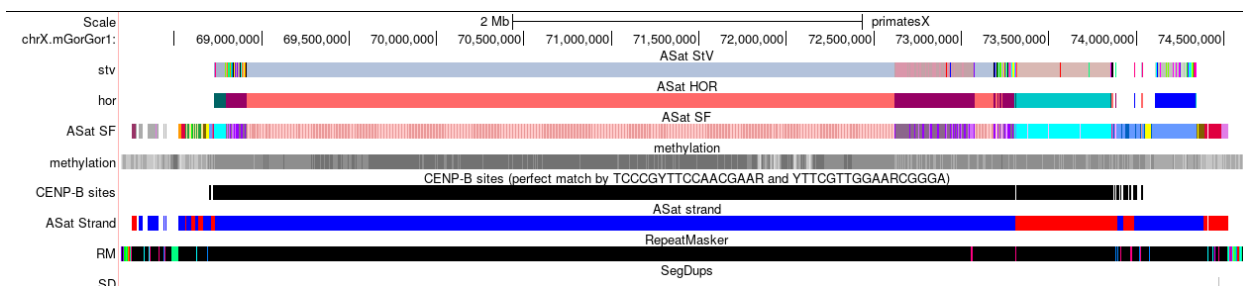 Scale 2 Mb primatesX
chrX.mGorGor1: 69,000,000 69,500,000 70,000,000 70,500,000 71,000,000 71,500,000 72,000,000 72,500,000 73,000,000 73,500,000 74,000,000 74,500,000
ASat StV
stv
ASat HOR
hor
ASat SF
ASat SF
methylation
methylation
CENP-B sites (perfect match by TCCCGYTTCCAACGAAR and YTTCGTTGGAARCGGGA)
CENP-B sites
ASat strand
ASat Strand
RepeatMasker
RM
SegDups
SD